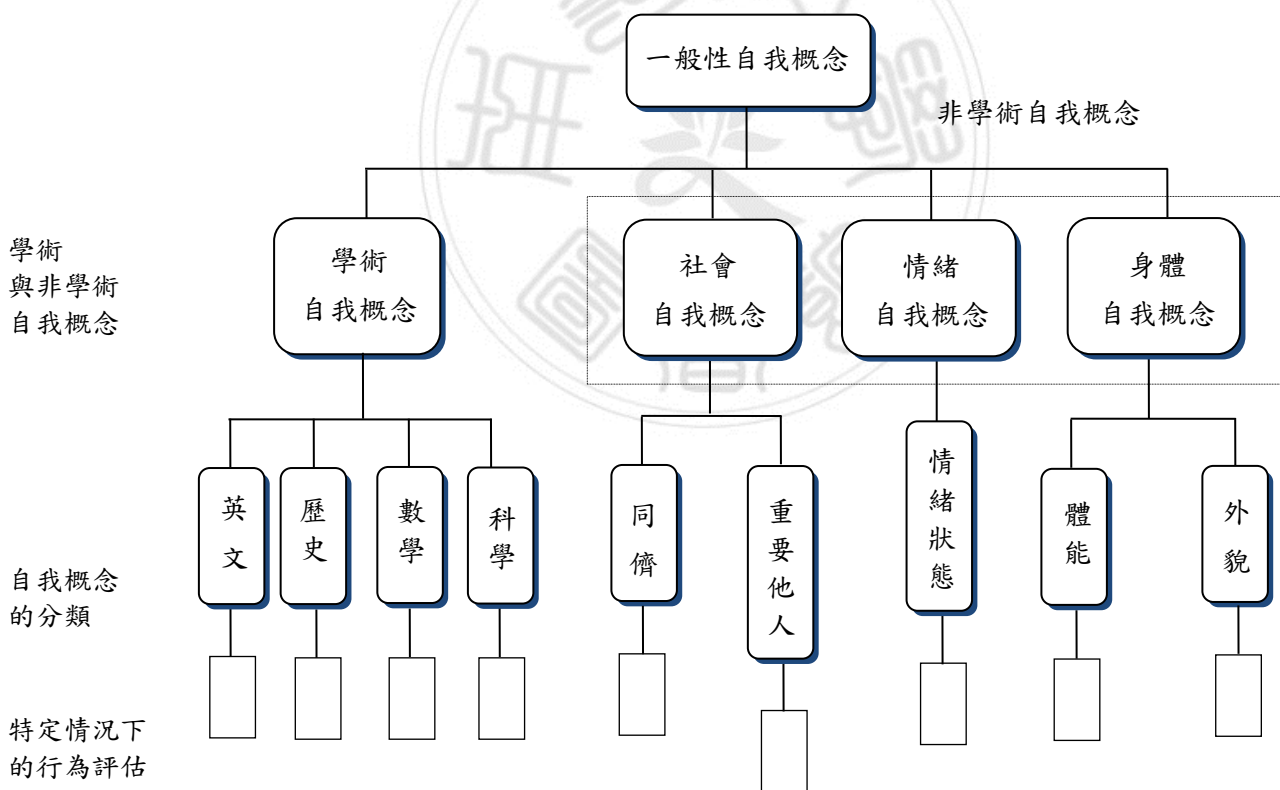 一般性自我概念
非學術自我概念
學術
與非學術
自我概念
學術
自我概念
社會
自我概念
情緒
自我概念
身體
自我概念
自我概念
的分類
英文
歷史
數學
科學
同儕
重要他人
情緒狀態
體能
外貌
特定情況下
的行為評估